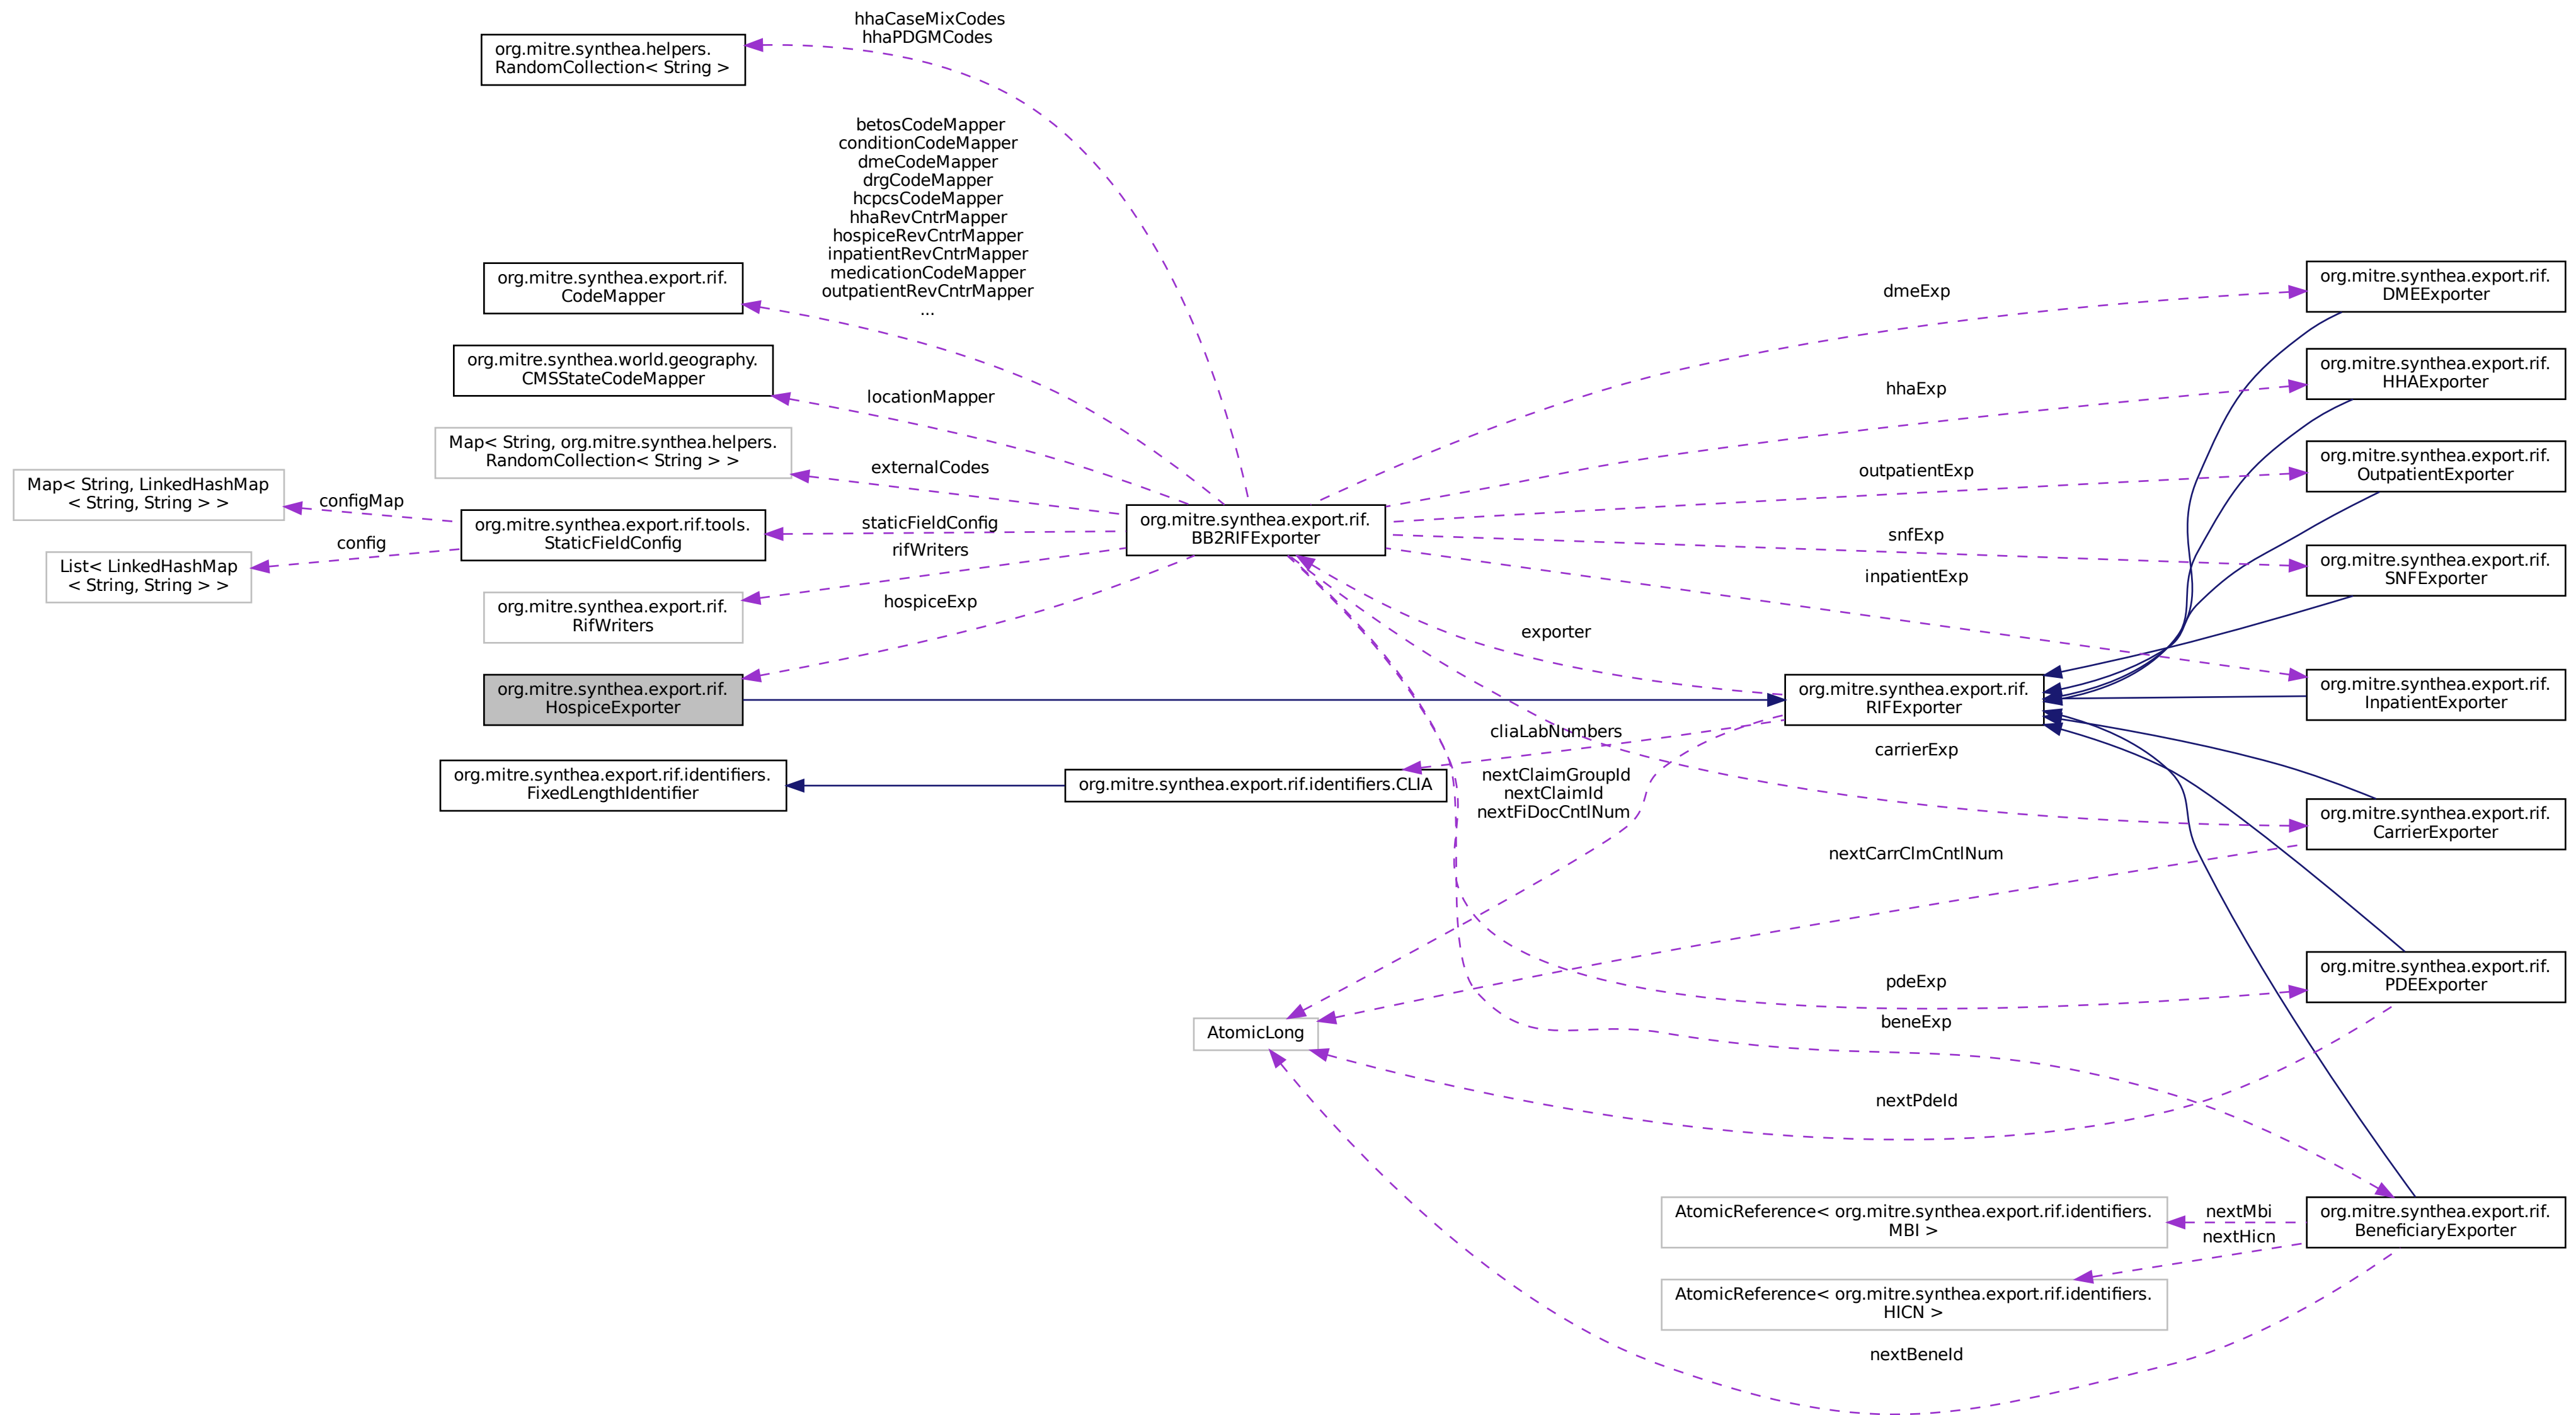 hhaCaseMixCodes
hhaPDGMCodes
org.mitre.synthea.helpers.
RandomCollection< String >
betosCodeMapper
conditionCodeMapper
dmeCodeMapper
drgCodeMapper
hcpcsCodeMapper
hhaRevCntrMapper
hospiceRevCntrMapper
inpatientRevCntrMapper
medicationCodeMapper
outpatientRevCntrMapper
...
org.mitre.synthea.export.rif.
CodeMapper
org.mitre.synthea.world.geography.
CMSStateCodeMapper
locationMapper
Map< String, org.mitre.synthea.helpers.
RandomCollection< String > >
externalCodes
Map< String, LinkedHashMap
< String, String > >
configMap
org.mitre.synthea.export.rif.tools.
StaticFieldConfig
staticFieldConfig
config
List< LinkedHashMap
< String, String > >
rifWriters
org.mitre.synthea.export.rif.
RifWriters
hospiceExp
org.mitre.synthea.export.rif.
HospiceExporter
org.mitre.synthea.export.rif.identifiers.
FixedLengthIdentifier
org.mitre.synthea.export.rif.identifiers.CLIA
org.mitre.synthea.export.rif.
BB2RIFExporter
exporter
cliaLabNumbers
nextClaimGroupId
nextClaimId
nextFiDocCntlNum
AtomicLong
org.mitre.synthea.export.rif.
RIFExporter
dmeExp
org.mitre.synthea.export.rif.
DMEExporter
hhaExp
org.mitre.synthea.export.rif.
HHAExporter
outpatientExp
org.mitre.synthea.export.rif.
OutpatientExporter
snfExp
org.mitre.synthea.export.rif.
SNFExporter
inpatientExp
org.mitre.synthea.export.rif.
InpatientExporter
carrierExp
org.mitre.synthea.export.rif.
CarrierExporter
nextCarrClmCntlNum
pdeExp
org.mitre.synthea.export.rif.
PDEExporter
beneExp
nextPdeId
AtomicReference< org.mitre.synthea.export.rif.identifiers.
MBI >
nextMbi
nextHicn
org.mitre.synthea.export.rif.
BeneficiaryExporter
AtomicReference< org.mitre.synthea.export.rif.identifiers.
HICN >
nextBeneId